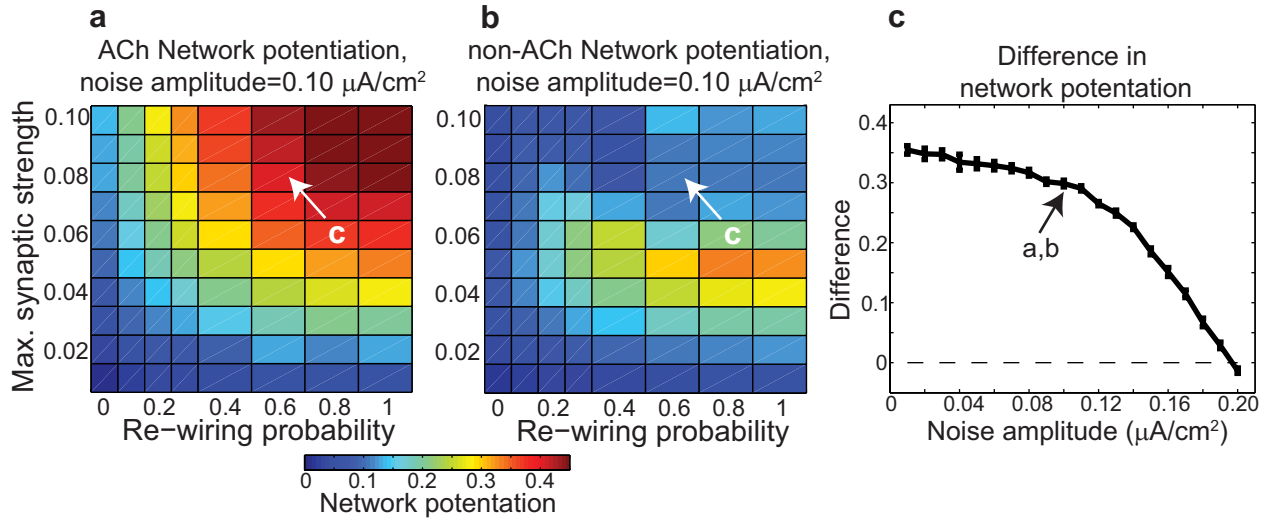 a
ACh Network potentiation,
noise amplitude=0.10 μA/cm²
Max. synaptic strength
0.10
0.08
0.06
0.04
0.02
c
0 0.2 0.4 0.6 0.8 1
Re−wiring probability
b
non-ACh Network potentiation,
noise amplitude=0.10 μA/cm²
0.10
0.08
0.06
0.04
0.02
c
0 0.2 0.4 0.6 0.8 1
Re−wiring probability
0 0.1 0.2 0.3 0.4
Network potentation
c
Difference in
network potentation
Difference
0.4
0.3
0.2
0.1
0
a,b
0.04 0.08 0.12 0.16 0.20
Noise amplitude (μA/cm²)